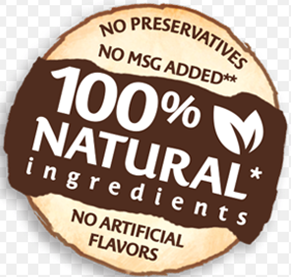 NO PRESERVATIVES
NO MSG ADDED**
100%
NATURAL*
ingredients
NO ARTIFICIAL
FLAVORS